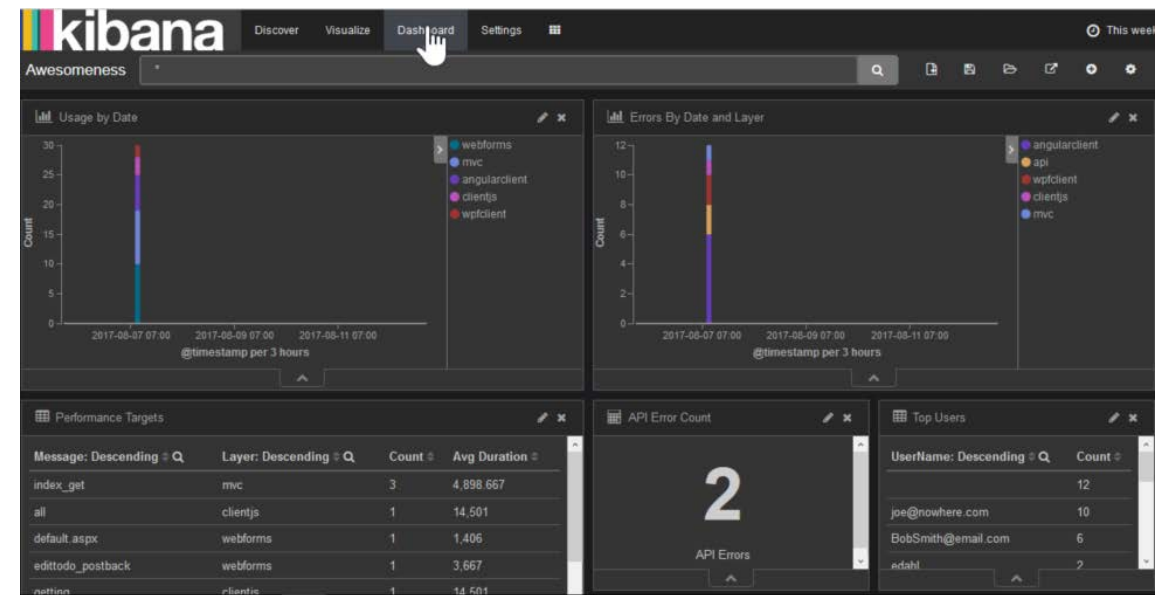 kibana Discover Visualize Dashboard Settings This week
Awesomeness *
Usage by Date
30
25
20
15
10
5
0
Count
2017-08-07 07:00 2017-08-09 07:00 2017-08-11 07:00
@timestamp per 3 hours
webforms
mvc
angularclient
clientjs
wpfclient
Errors By Date and Layer
12
10
8
6
4
2
0
Count
2017-08-07 07:00 2017-08-09 07:00 2017-08-11 07:00
@timestamp per 3 hours
angularclient
api
wpfclient
clientjs
mvc
Performance Targets
Message: Descending Layer: Descending Count Avg Duration
index_get mvc 3 4,898.667
all clientjs 1 14,501
default.aspx webforms 1 1,406
edittodo_postback webforms 1 3,667
getting clientjs 1 14,501
API Error Count
2
API Errors
Top Users
UserName: Descending Count
12
joe@nowhere.com 10
BobSmith@email.com 6
edahl 2